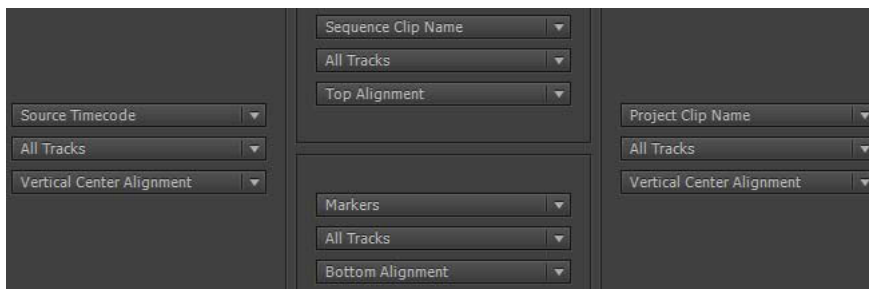 Sequence Clip Name
All Tracks
Top Alignment
Source Timecode
All Tracks
Vertical Center Alignment
Project Clip Name
All Tracks
Vertical Center Alignment
Markers
All Tracks
Bottom Alignment